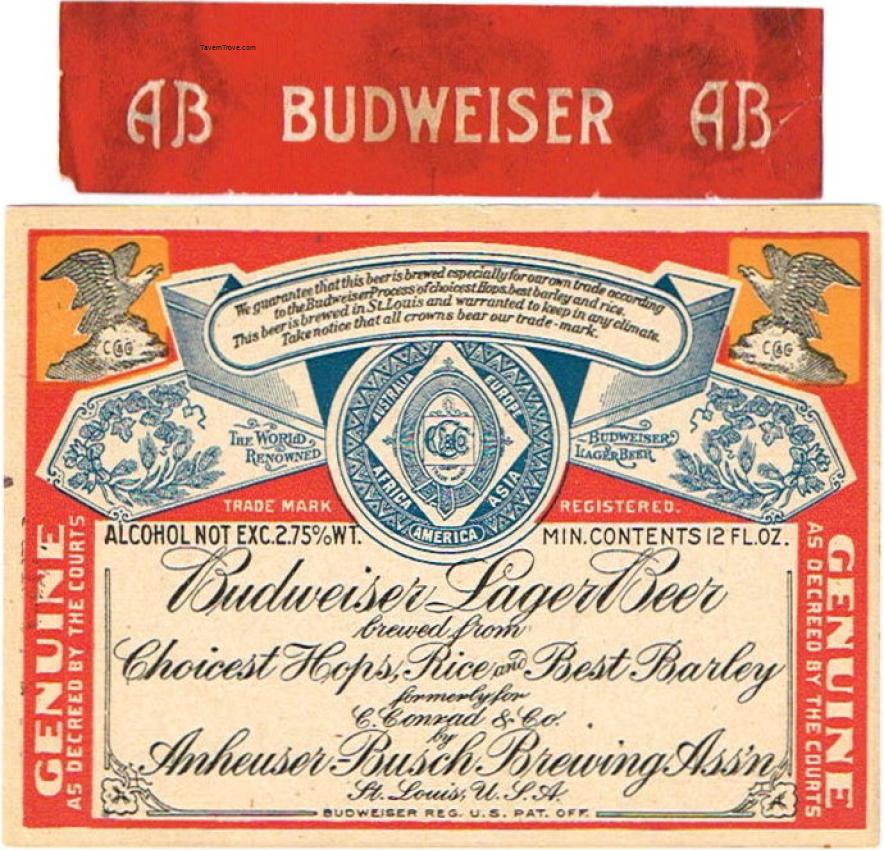 TavernTrove.com
AB BUDWEISER AB
We guarantee that this beer is brewed especially for our own trade according
to the Budweiser Process of choicest Hops, best barley and rice.
This beer is brewed in St. Louis and warranted to keep in any climate.
Take notice that all crowns bear our trade-mark.
C C & C
C C & C
AUSTRALIA
EUROPE
AFRICA
ASIA
AMERICA
THE WORLD
RENOWNED
BUDWEISER
LAGER BEER
TRADE MARK
REGISTERED.
GENUINE
AS DECREED BY THE COURTS
ALCOHOL NOT EXC.2.75%WT.
MIN.CONTENTS 12 FL.OZ.
Budweiser Lager Beer
brewed from
Choicest Hops, Rice and Best Barley
formerly for
C. Conrad & Co.
by
Anheuser-Busch Brewing Ass'n
St. Louis, U.S.A.
BUDWEISER REG. U.S. PAT. OFF.
GENUINE
AS DECREED BY THE COURTS